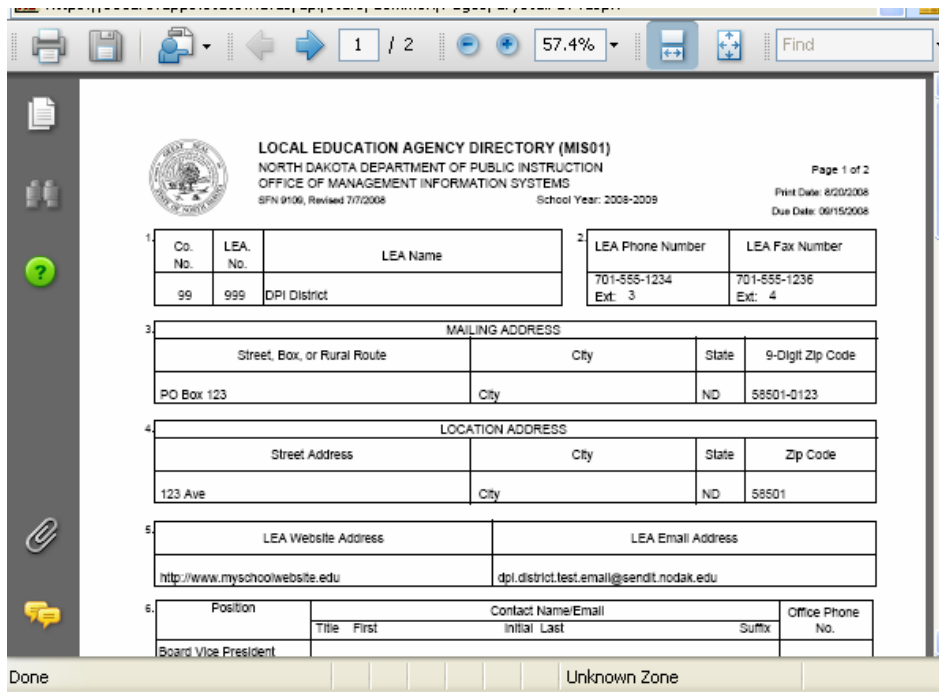 1 / 2
57.4%
Find
LOCAL EDUCATION AGENCY DIRECTORY (MIS01)
NORTH DAKOTA DEPARTMENT OF PUBLIC INSTRUCTION
Page 1 of 2
OFFICE OF MANAGEMENT INFORMATION SYSTEMS
Print Date: 8/20/2008
SFN 9109, Revised 7/7/2008 School Year: 2008-2009
Due Date: 09/15/2008
1. Co. No. LEA. No. LEA Name
99 999 DPI District
2. LEA Phone Number LEA Fax Number
701-555-1234 701-555-1236
Ext: 3 Ext: 4
3. MAILING ADDRESS
Street, Box, or Rural Route City State 9-Digit Zip Code
PO Box 123 City ND 58501-0123
4. LOCATION ADDRESS
Street Address City State Zip Code
123 Ave City ND 58501
5. LEA Website Address LEA Email Address
http://www.myschoolwebsite.edu dpi.district.test.email@sendit.nodak.edu
6. Position Contact Name/Email Office Phone No.
Title First Initial Last Suffix
Board Vice President
Done Unknown Zone